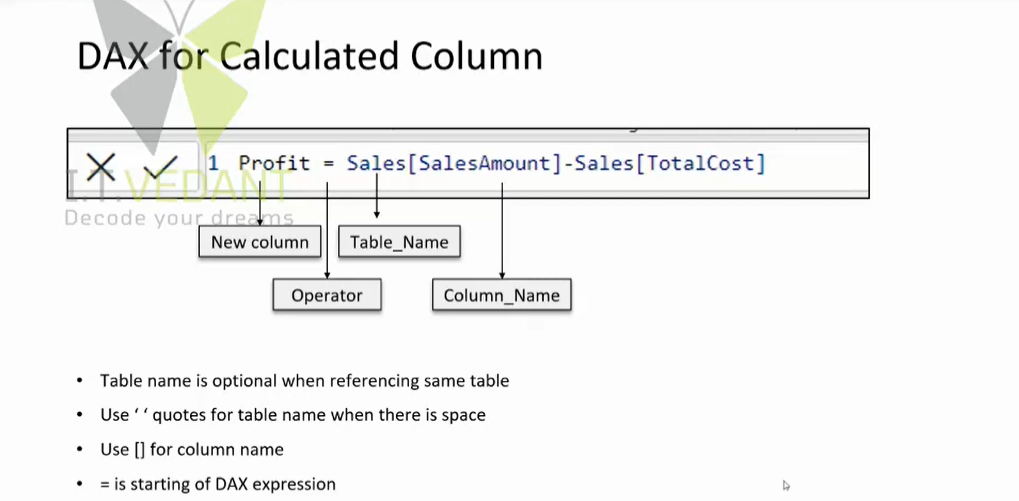 DAX for Calculated Column
1 Profit = Sales[SalesAmount]-Sales[TotalCost]
I.T.VEDANT
Decode your dreams
New column
Table_Name
Operator
Column_Name
• Table name is optional when referencing same table
• Use ‘ ‘ quotes for table name when there is space
• Use [] for column name
• = is starting of DAX expression